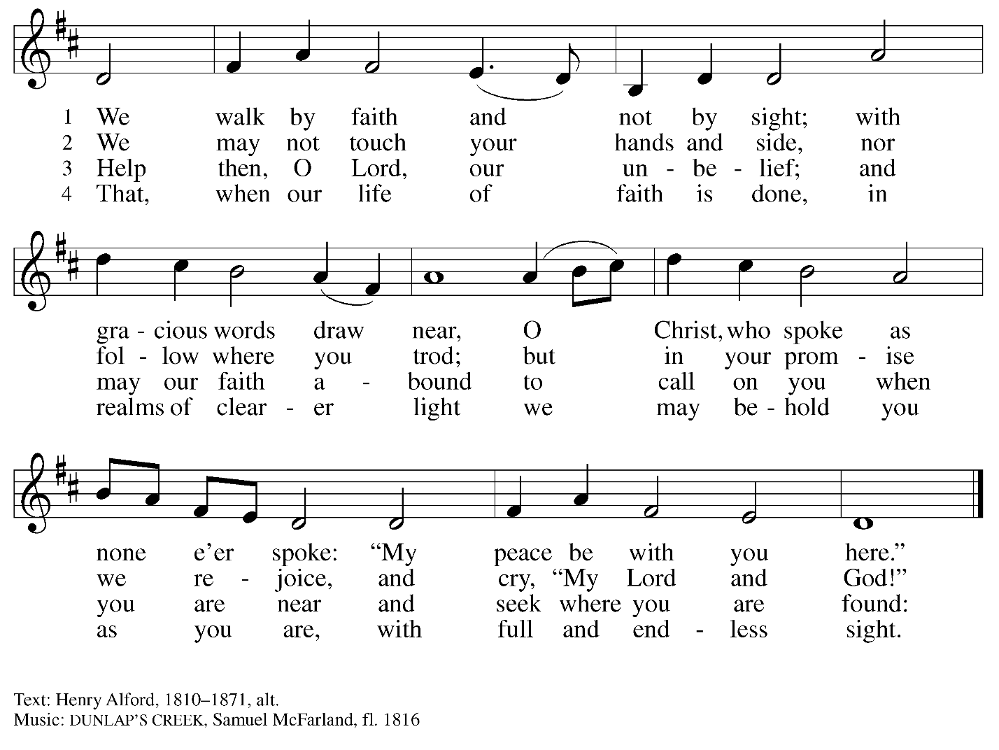 1 We walk by faith and not by sight; with
2 We may not touch your hands and side, nor
3 Help then, O Lord, our un - be - lief; and
4 That, when our life of faith is done, in
gra - cious words draw near, O Christ, who spoke as
fol - low where you trod; but in your prom - ise
may our faith a - bound to call on you when
realms of clear - er light we may be - hold you
none e’er spoke: “My peace be with you here.”
we re - joice, and cry, “My Lord and God!”
you are near and seek where you are found:
as you are, with full and end - less sight.
Text: Henry Alford, 1810–1871, alt.
Music: DUNLAP’S CREEK, Samuel McFarland, fl. 1816